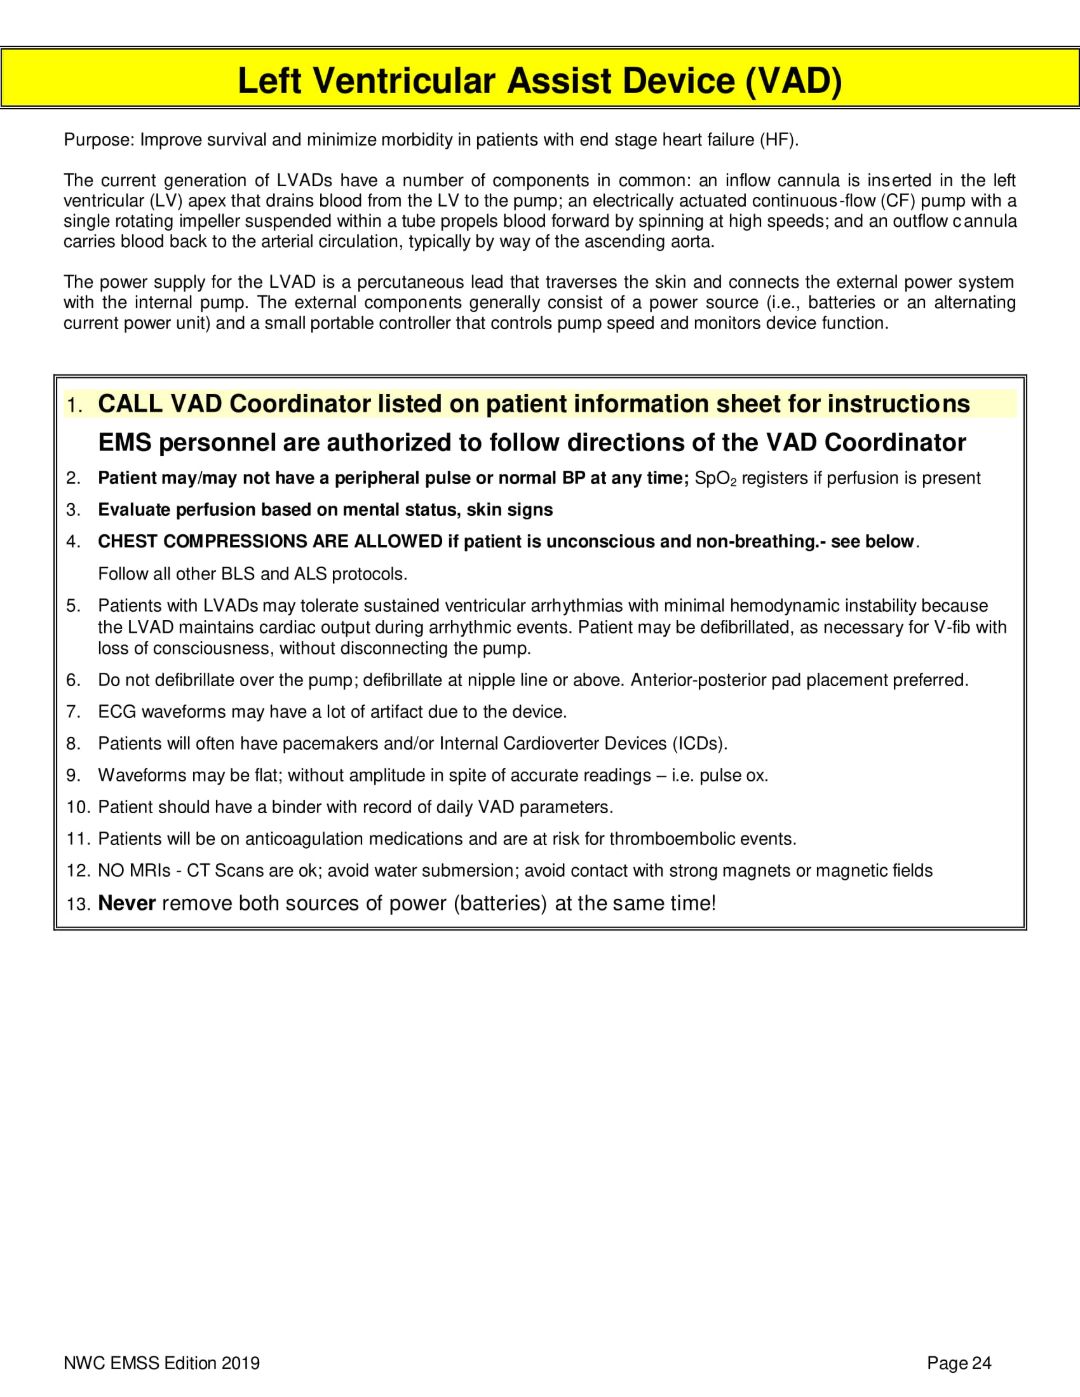 Left Ventricular Assist Device (VAD)
Purpose: Improve survival and minimize morbidity in patients with end stage heart failure (HF).
The current generation of LVADs have a number of components in common: an inflow cannula is inserted in the left
ventricular (LV) apex that drains blood from the LV to the pump; an electrically actuated continuous-flow (CF) pump with a
single rotating impeller suspended within a tube propels blood forward by spinning at high speeds; and an outflow cannula
carries blood back to the arterial circulation, typically by way of the ascending aorta.
The power supply for the LVAD is a percutaneous lead that traverses the skin and connects the external power system
with the internal pump. The external components generally consist of a power source (i.e., batteries or an alternating
current power unit) and a small portable controller that controls pump speed and monitors device function.
1. CALL VAD Coordinator listed on patient information sheet for instructions
EMS personnel are authorized to follow directions of the VAD Coordinator
2. Patient may/may not have a peripheral pulse or normal BP at any time; SpO₂ registers if perfusion is present
3. Evaluate perfusion based on mental status, skin signs
4. CHEST COMPRESSIONS ARE ALLOWED if patient is unconscious and non-breathing.- see below.
Follow all other BLS and ALS protocols.
5. Patients with LVADs may tolerate sustained ventricular arrhythmias with minimal hemodynamic instability because
the LVAD maintains cardiac output during arrhythmic events. Patient may be defibrillated, as necessary for V-fib with
loss of consciousness, without disconnecting the pump.
6. Do not defibrillate over the pump; defibrillate at nipple line or above. Anterior-posterior pad placement preferred.
7. ECG waveforms may have a lot of artifact due to the device.
8. Patients will often have pacemakers and/or Internal Cardioverter Devices (ICDs).
9. Waveforms may be flat; without amplitude in spite of accurate readings – i.e. pulse ox.
10. Patient should have a binder with record of daily VAD parameters.
11. Patients will be on anticoagulation medications and are at risk for thromboembolic events.
12. NO MRIs - CT Scans are ok; avoid water submersion; avoid contact with strong magnets or magnetic fields
13. Never remove both sources of power (batteries) at the same time!
NWC EMSS Edition 2019 Page 24